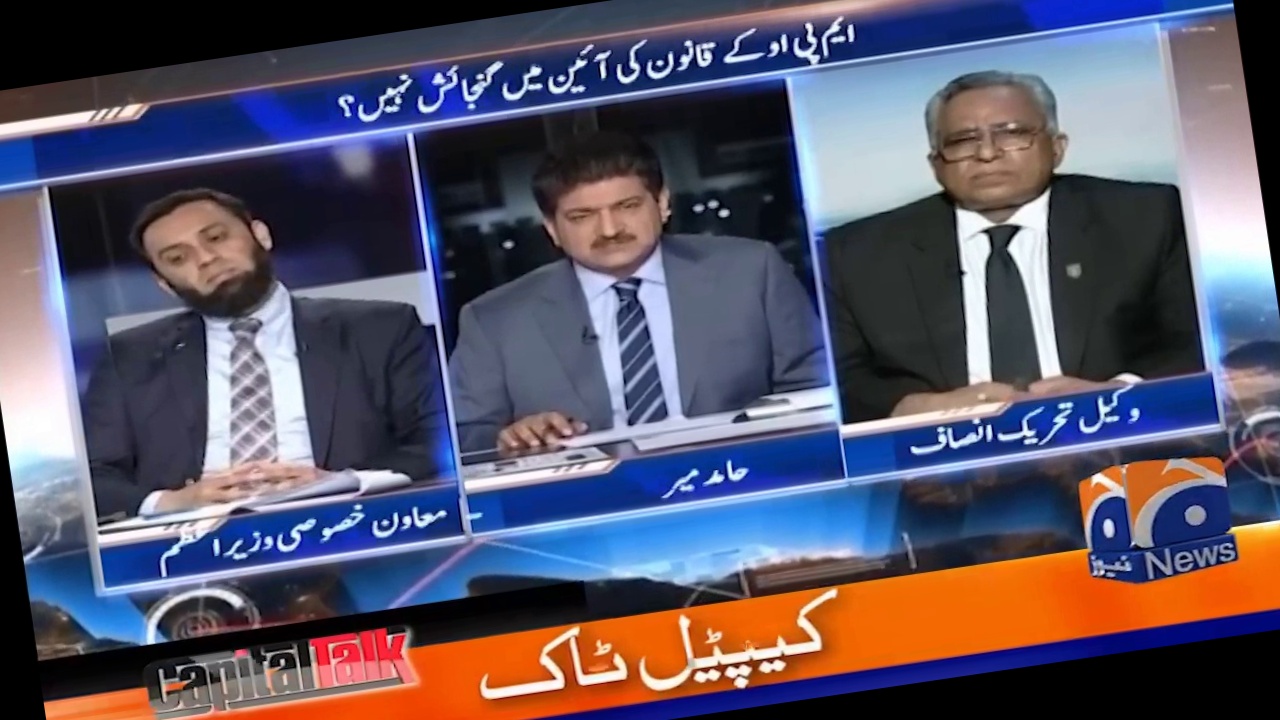 ایم پی او کے قانون کی آئین میں گنجائش نہیں؟
وکیل تحریک انصاف
حامد میر
معاون خصوصی وزیراعظم
جیو
نیوز News
Capital Talk
کیپیٹل ٹاک